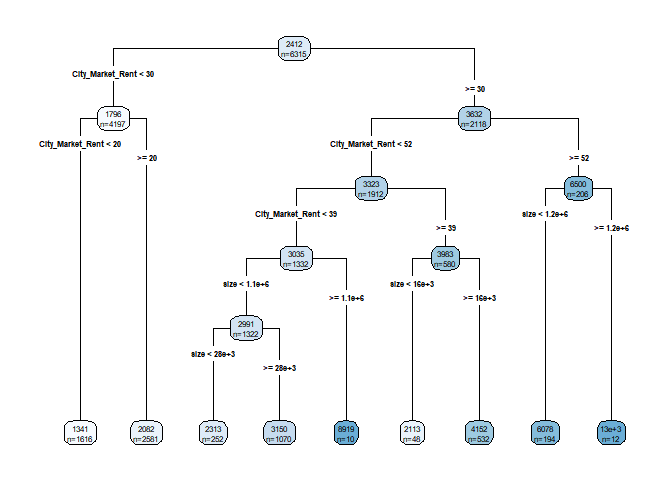 2412
n=6315
City_Market_Rent < 30
>= 30
1796
n=4197
3632
n=2118
City_Market_Rent < 20
>= 20
City_Market_Rent < 52
>= 52
3323
n=1912
6500
n=206
City_Market_Rent < 39
>= 39
size < 1.2e+6
>= 1.2e+6
3035
n=1332
3983
n=580
size < 1.1e+6
>= 1.1e+6
size < 16e+3
>= 16e+3
2991
n=1322
size < 28e+3
>= 28e+3
1341
n=1616
2082
n=2581
2313
n=252
3150
n=1070
8919
n=10
2113
n=48
4152
n=532
6078
n=194
13e+3
n=12